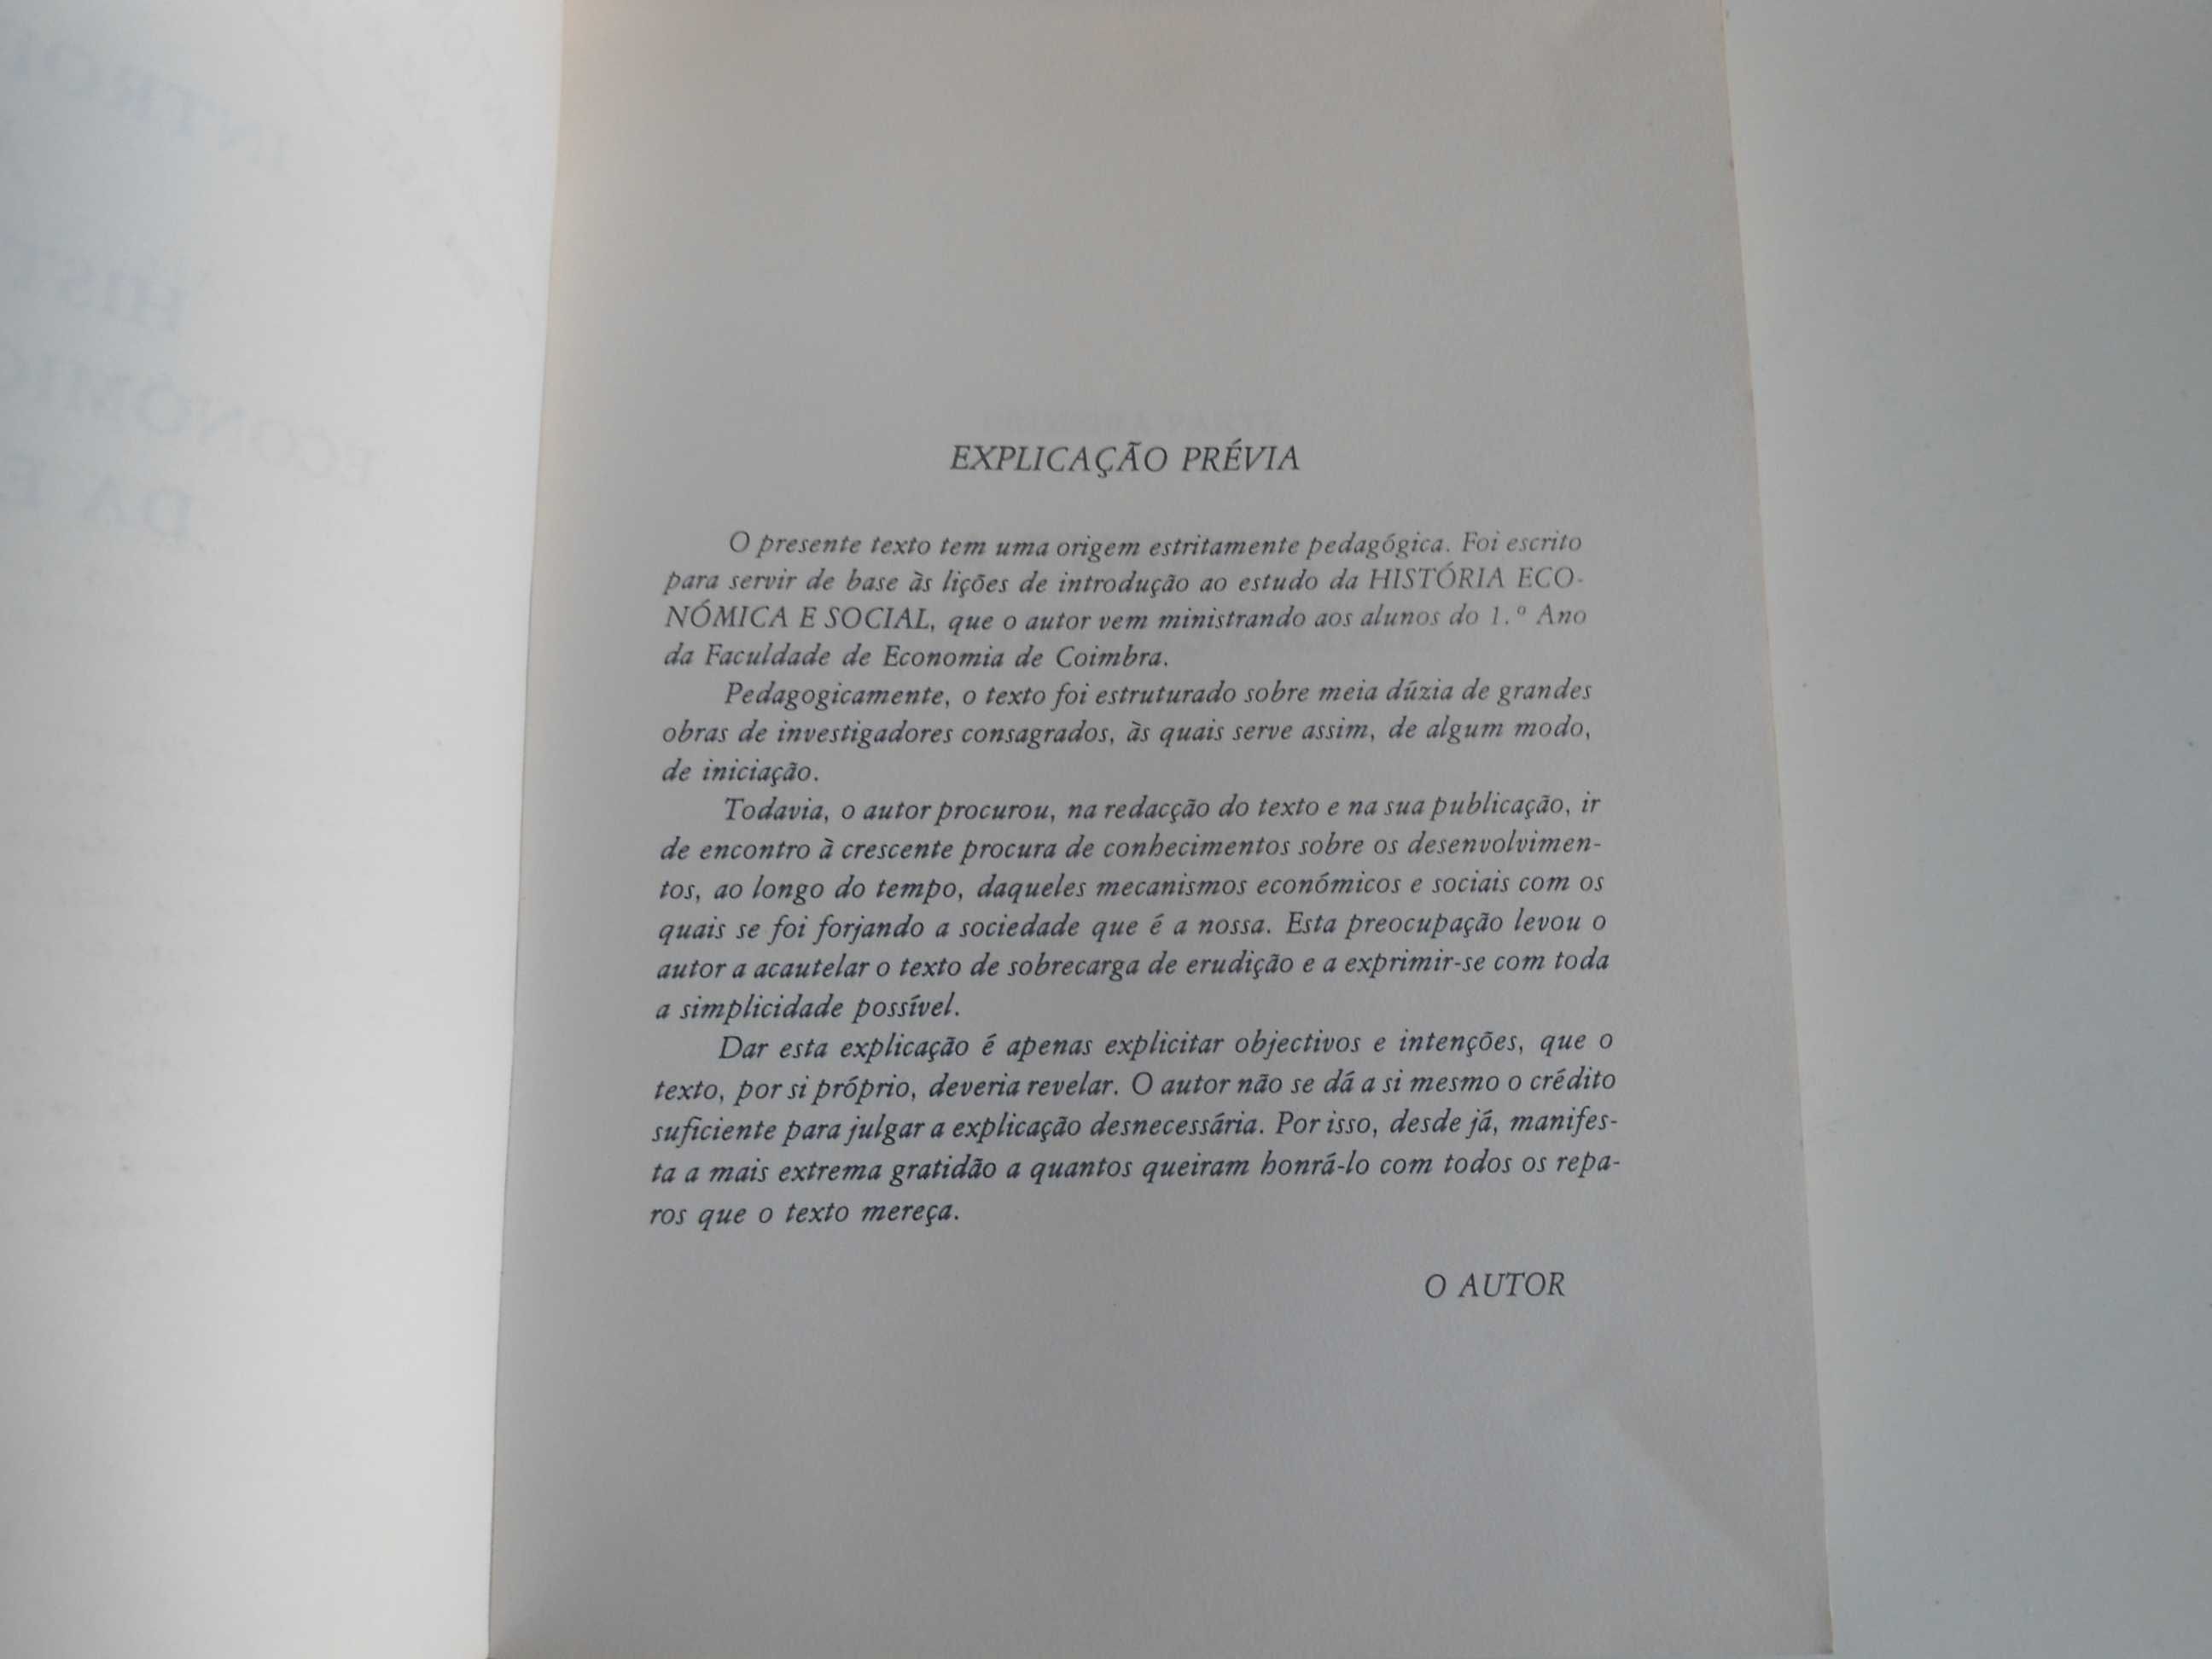 EXPLICAÇÃO PRÉVIA
O presente texto tem uma origem estritamente pedagógica. Foi escrito
para servir de base às lições de introdução ao estudo da HISTÓRIA ECO-
NÓMICA E SOCIAL, que o autor vem ministrando aos alunos do 1.º Ano
da Faculdade de Economia de Coimbra.
Pedagogicamente, o texto foi estruturado sobre meia dúzia de grandes
obras de investigadores consagrados, às quais serve assim, de algum modo,
de iniciação.
Todavia, o autor procurou, na redacção do texto e na sua publicação, ir
de encontro à crescente procura de conhecimentos sobre os desenvolvimen-
tos, ao longo do tempo, daqueles mecanismos económicos e sociais com os
quais se foi forjando a sociedade que é a nossa. Esta preocupação levou o
autor a acautelar o texto de sobrecarga de erudição e a exprimir-se com toda
a simplicidade possível.
Dar esta explicação é apenas explicitar objectivos e intenções, que o
texto, por si próprio, deveria revelar. O autor não se dá a si mesmo o crédito
suficiente para julgar a explicação desnecessária. Por isso, desde já, manifes-
ta a mais extrema gratidão a quantos queiram honrá-lo com todos os repa-
ros que o texto mereça.
O AUTOR